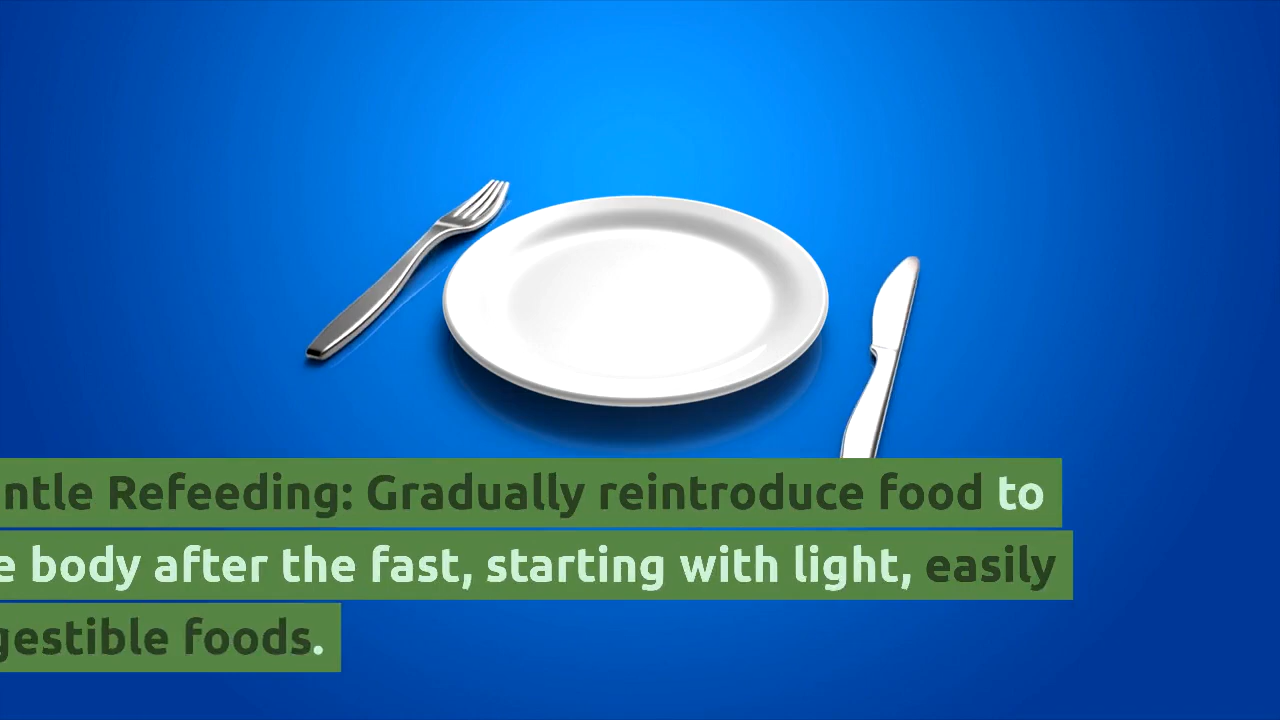 ntle Refeeding: Gradually reintroduce food to
e body after the fast, starting with light, easily
gestible foods.